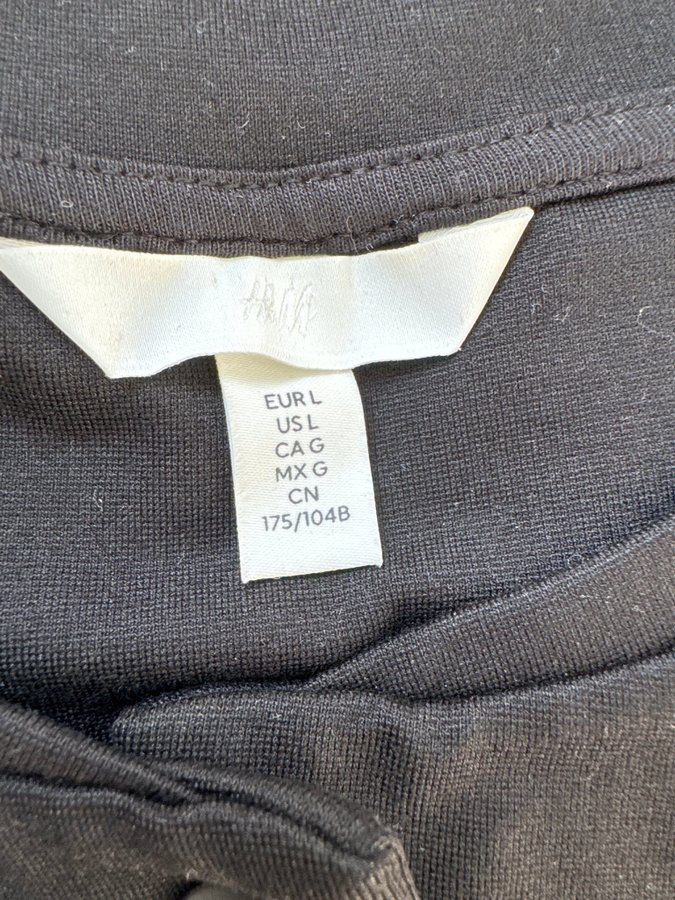 H&M
EUR L
US L
CA G
MX G
CN
175/104B